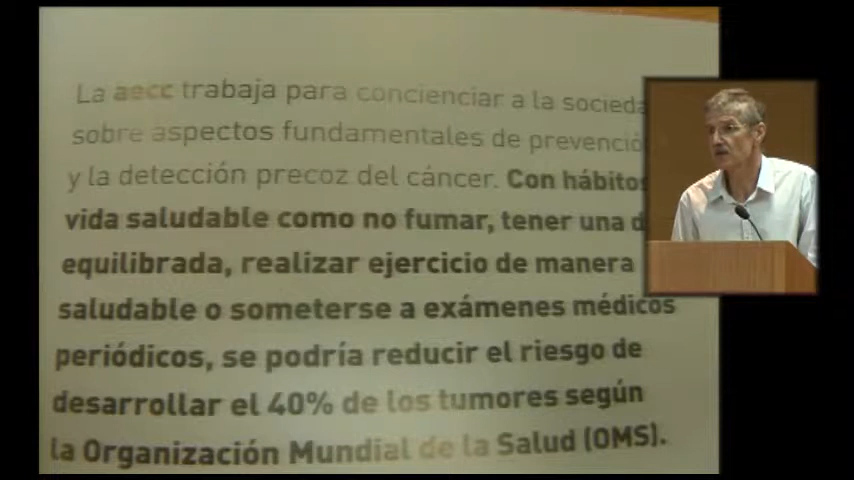 La aecc trabaja para concienciar a la socieda
sobre aspectos fundamentales de prevenció
y la detección precoz del cáncer. Con hábitos
vida saludable como no fumar, tener una d
equilibrada, realizar ejercicio de manera
saludable o someterse a exámenes médicos
periódicos, se podría reducir el riesgo de
desarrollar el 40% de los tumores según
la Organización Mundial de la Salud (OMS).